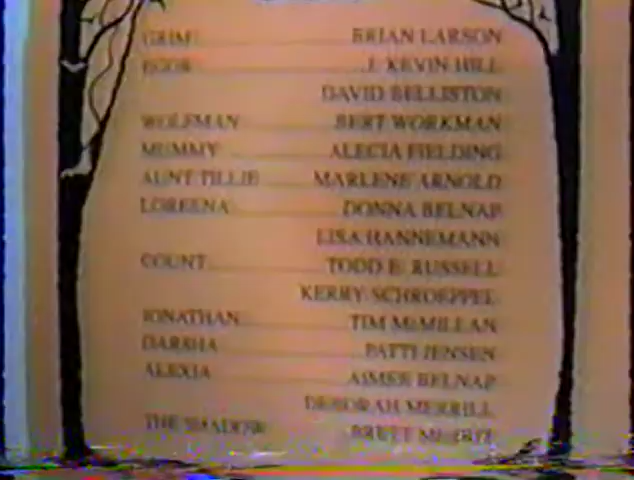 GRIM BRIAN LARSON
IGOR J. KEVIN HILL
DAVID BELLISTON
WOLFMAN BERT WORKMAN
MUMMY ALECIA FIELDING
AUNT TILLIE MARLENE ARNOLD
LOREENA DONNA BELNAP
LISA HANNEMANN
COUNT TODD E. RUSSELL
KERRY SCHROEPPEL
JONATHAN TIM McMILLAN
PATTI JENSEN
ALEXIA AIMEE BELNAP
DEBORAH MERRILL
THE SHADOW BRETT